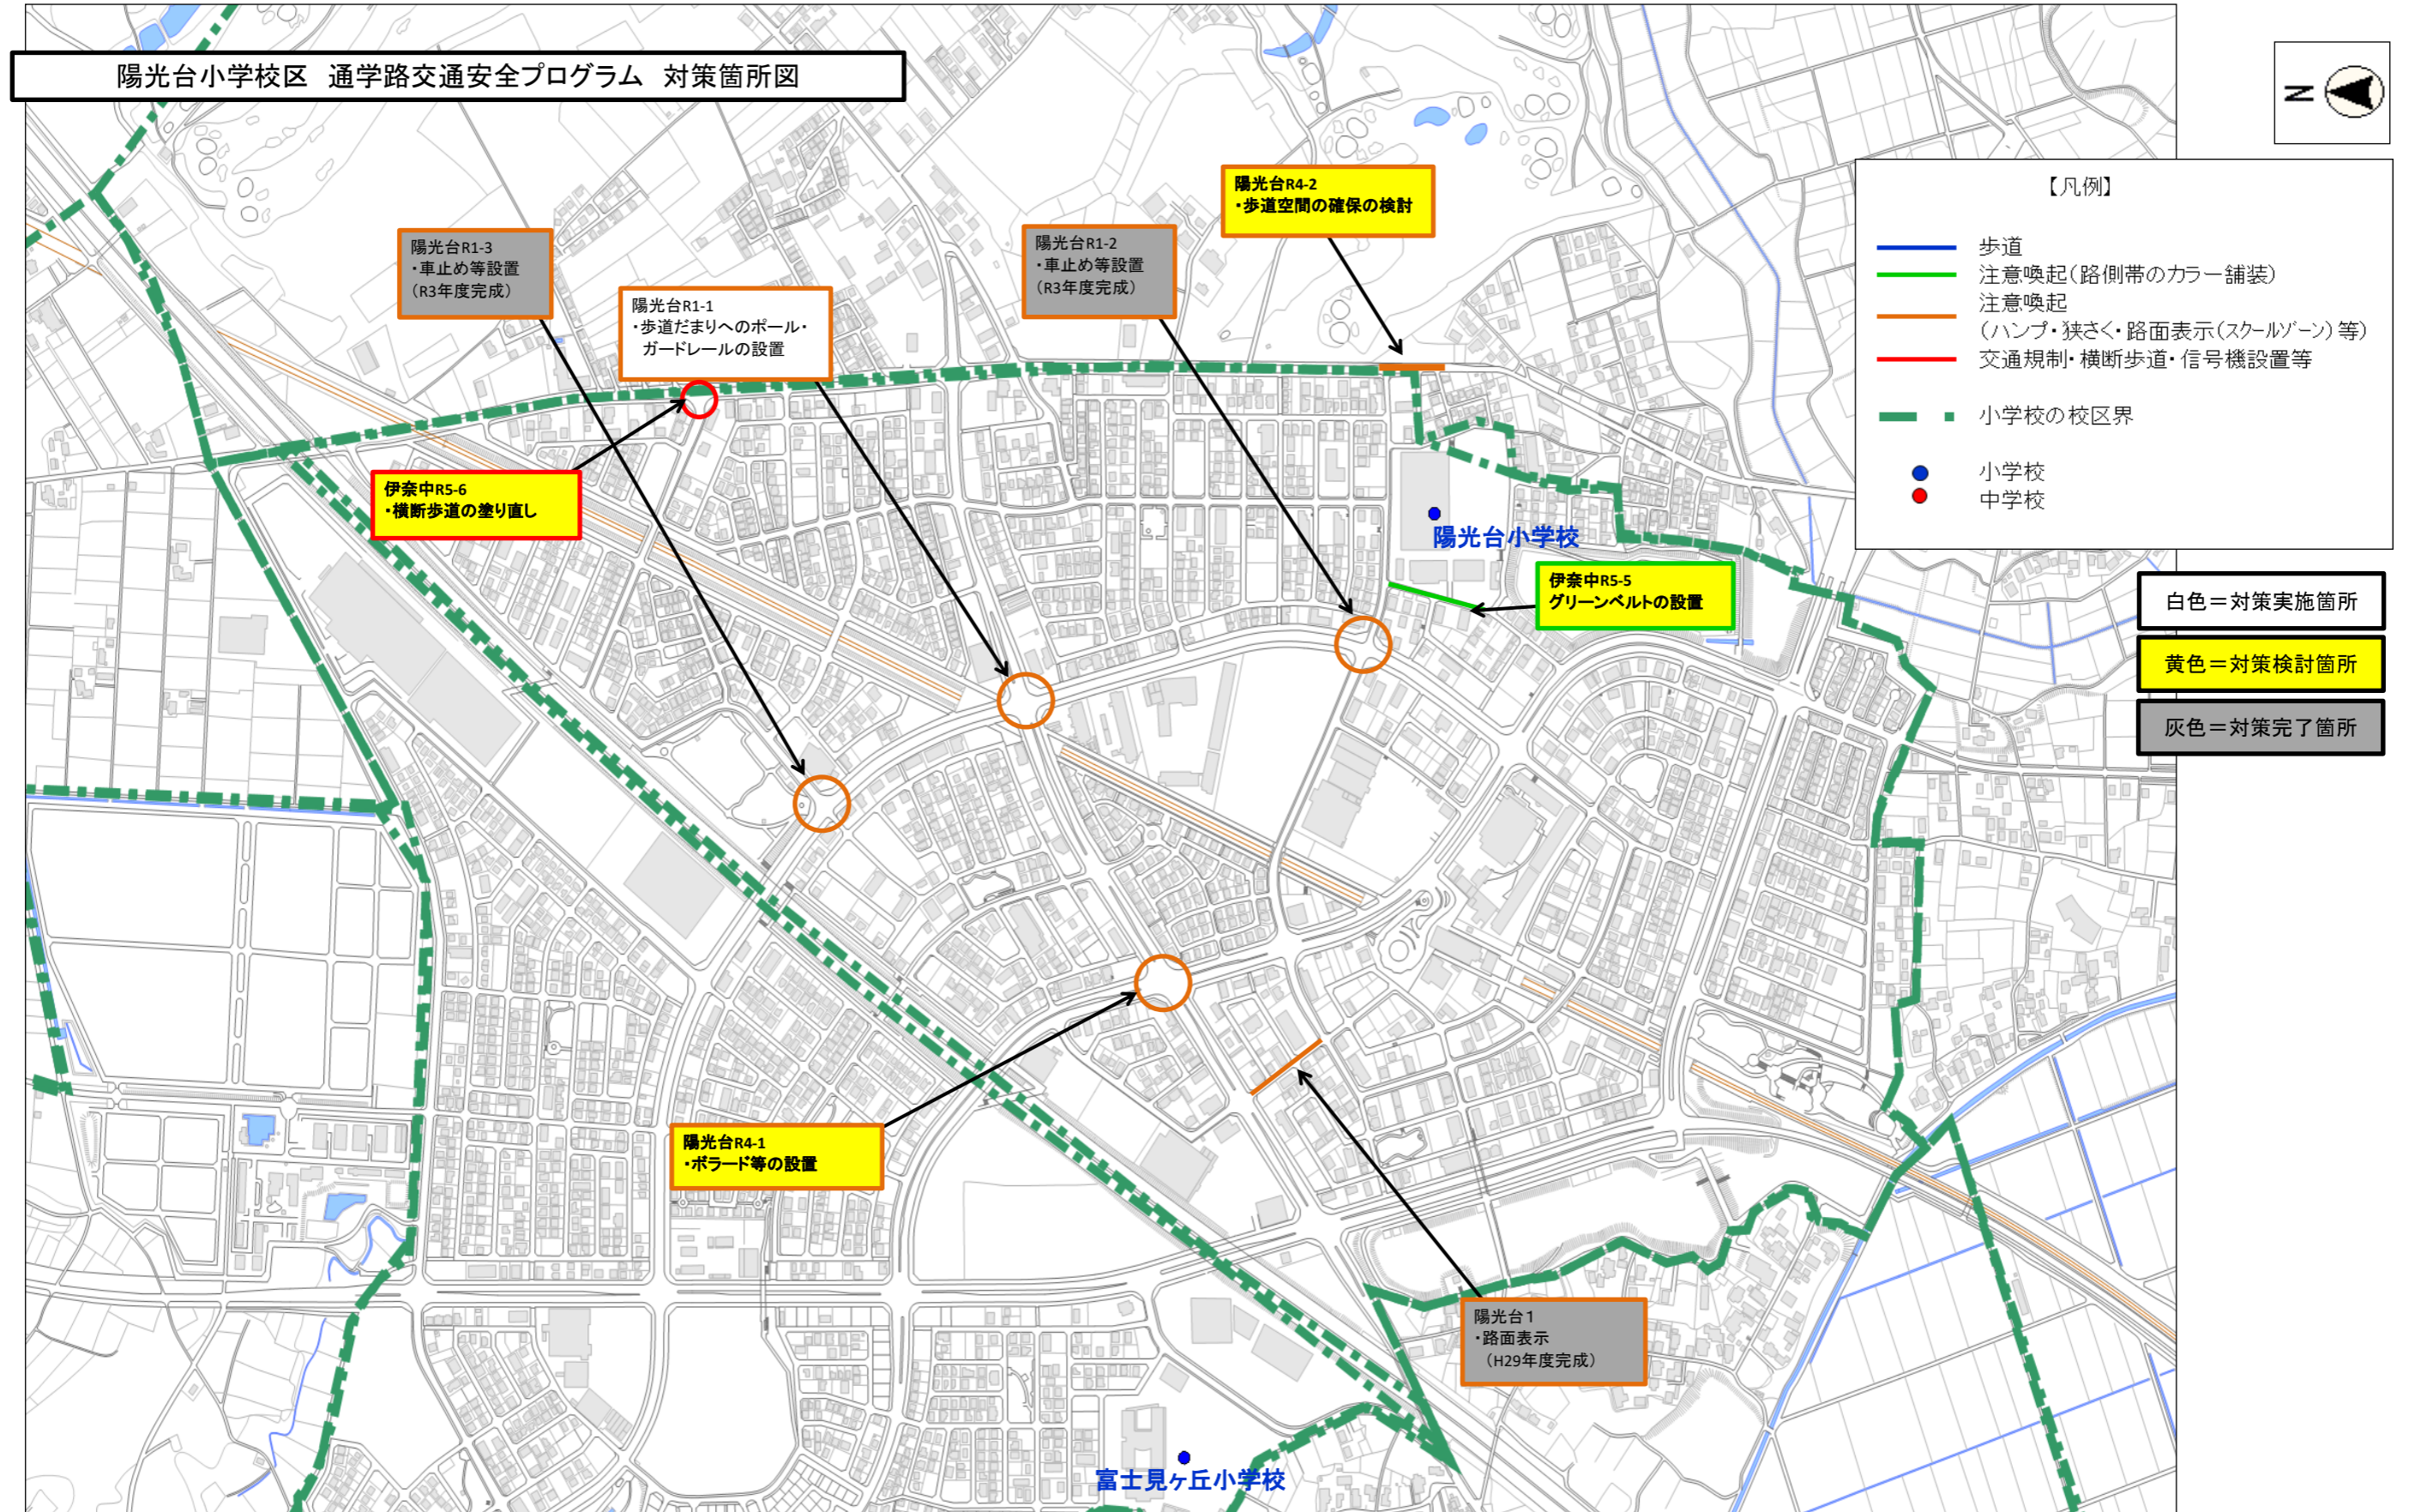 陽光台小学校区 通学路交通安全プログラム 対策箇所図
N
【凡例】
歩道
注意喚起(路側帯のカラー舗装)
注意喚起
(ハンプ・狭さく・路面表示(スクールゾーン)等)
交通規制・横断歩道・信号機設置等
小学校の校区界
小学校
中学校
白色=対策実施箇所
黄色=対策検討箇所
灰色=対策完了箇所
陽光台R4-2
・歩道空間の確保の検討
陽光台R1-3
・車止め等設置
(R3年度完成)
陽光台R1-2
・車止め等設置
(R3年度完成)
陽光台R1-1
・歩道だまりへのポール・
ガードレールの設置
伊奈中R5-6
・横断歩道の塗り直し
陽光台小学校
伊奈中R5-5
グリーンベルトの設置
陽光台R4-1
・ボラード等の設置
陽光台1
・路面表示
(H29年度完成)
富士見ヶ丘小学校